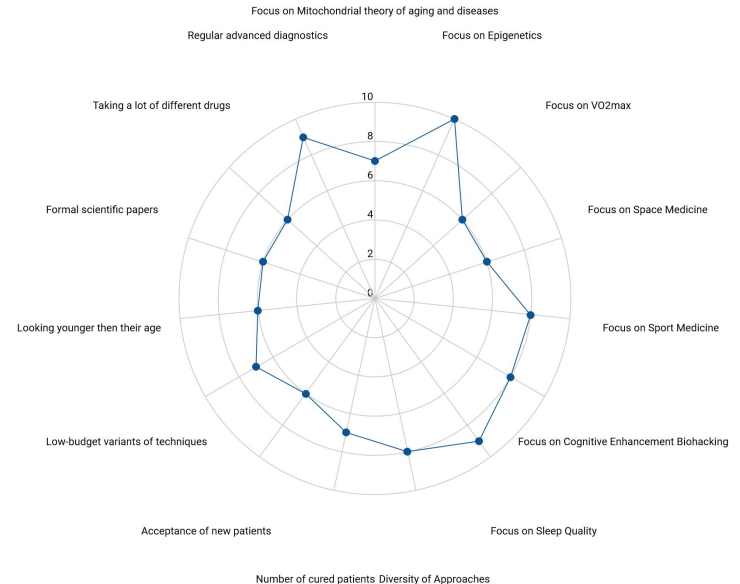 Focus on Mitochondrial theory of aging and diseases
Regular advanced diagnostics
Focus on Epigenetics
Taking a lot of different drugs
10
Focus on VO2max
8
6
Formal scientific papers
4
Focus on Space Medicine
2
0
Looking younger then their age
Focus on Sport Medicine
Low-budget variants of techniques
Focus on Cognitive Enhancement Biohacking
Acceptance of new patients
Focus on Sleep Quality
Number of cured patients
Diversity of Approaches